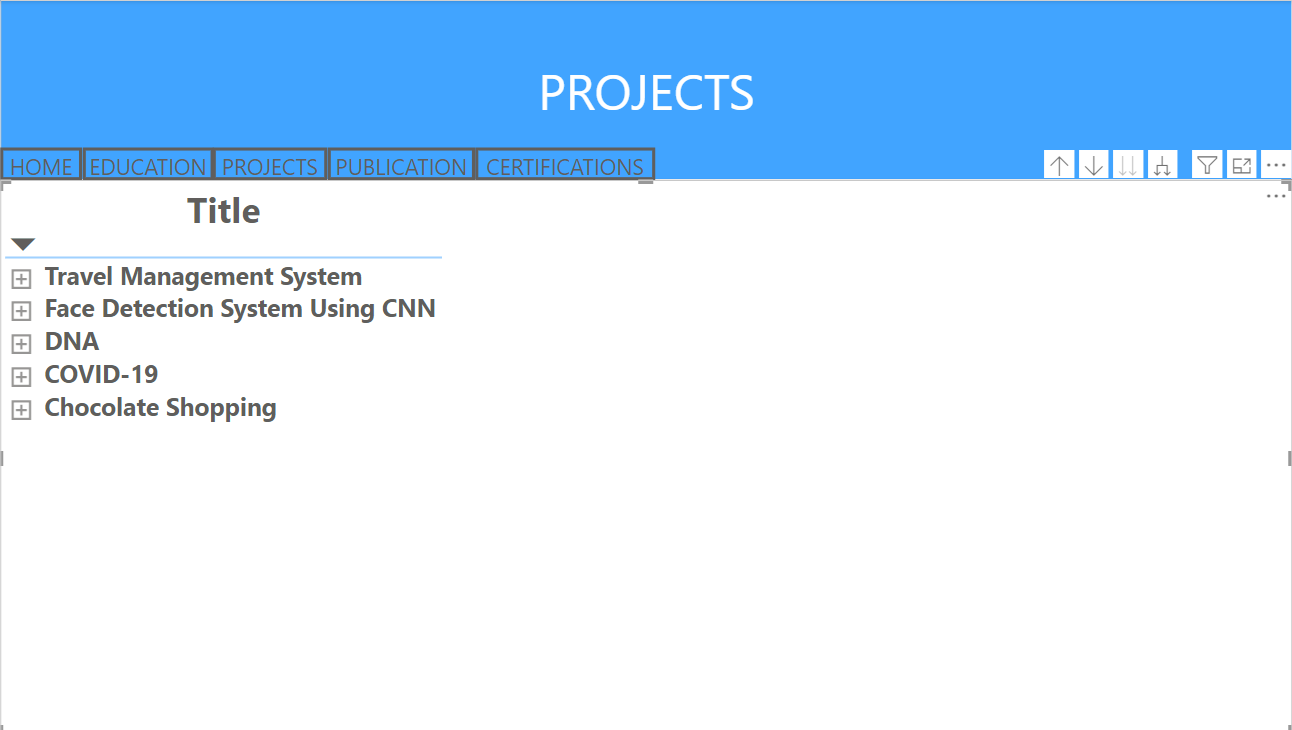 PROJECTS
HOME EDUCATION PROJECTS PUBLICATION CERTIFICATIONS
Title
Travel Management System
Face Detection System Using CNN
DNA
COVID-19
Chocolate Shopping